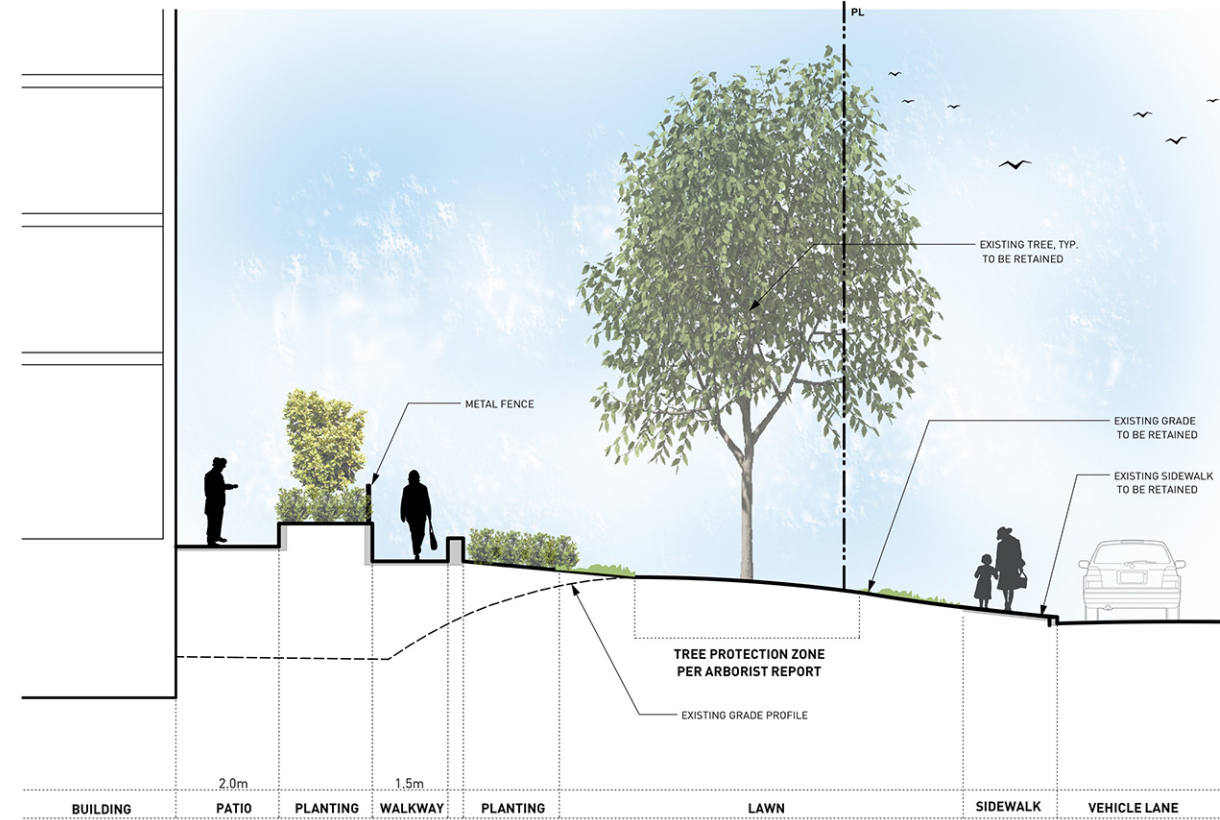 PL
EXISTING TREE, TYP.
TO BE RETAINED
METAL FENCE
EXISTING GRADE
TO BE RETAINED
EXISTING SIDEWALK
TO BE RETAINED
TREE PROTECTION ZONE
PER ARBORIST REPORT
EXISTING GRADE PROFILE
2.0m
1.5m
BUILDING
PATIO
PLANTING
WALKWAY
PLANTING
LAWN
SIDEWALK
VEHICLE LANE